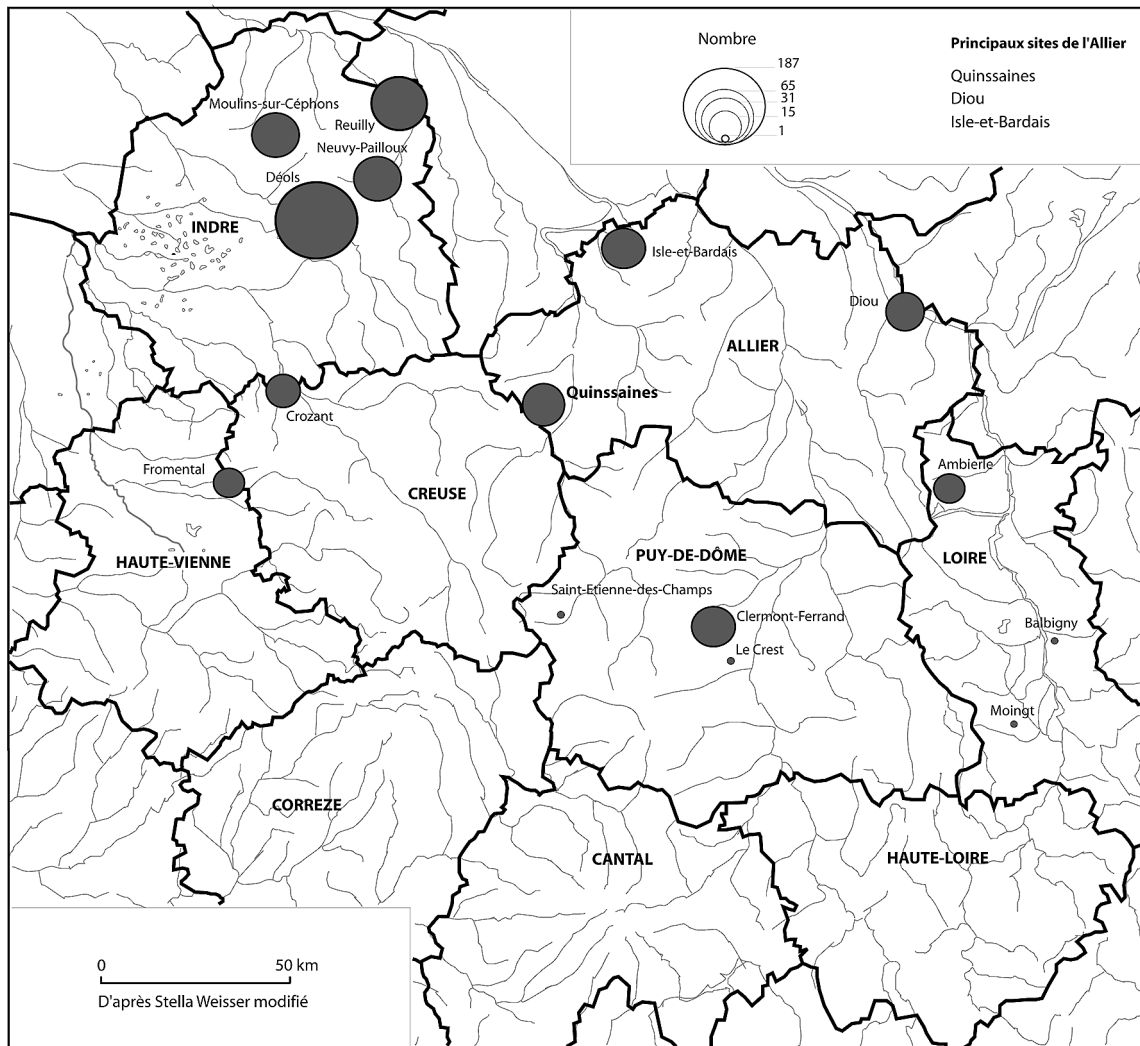 Nombre
187
65
31
15
1
Principaux sites de l'Allier
Quinssaines
Diou
Isle-et-Bardais
Moulins-sur-Céphons
Reuilly
Neuvy-Pailloux
Déols
INDRE
Isle-et-Bardais
Diou
ALLIER
Quinssaines
Crozant
Fromental
CREUSE
Ambierle
HAUTE-VIENNE
PUY-DE-DÔME
LOIRE
Saint-Etienne-des-Champs
Clermont-Ferrand
Le Crest
Balbigny
Moingt
CORREZE
CANTAL
HAUTE-LOIRE
0
50 km
D'après Stella Weisser modifié